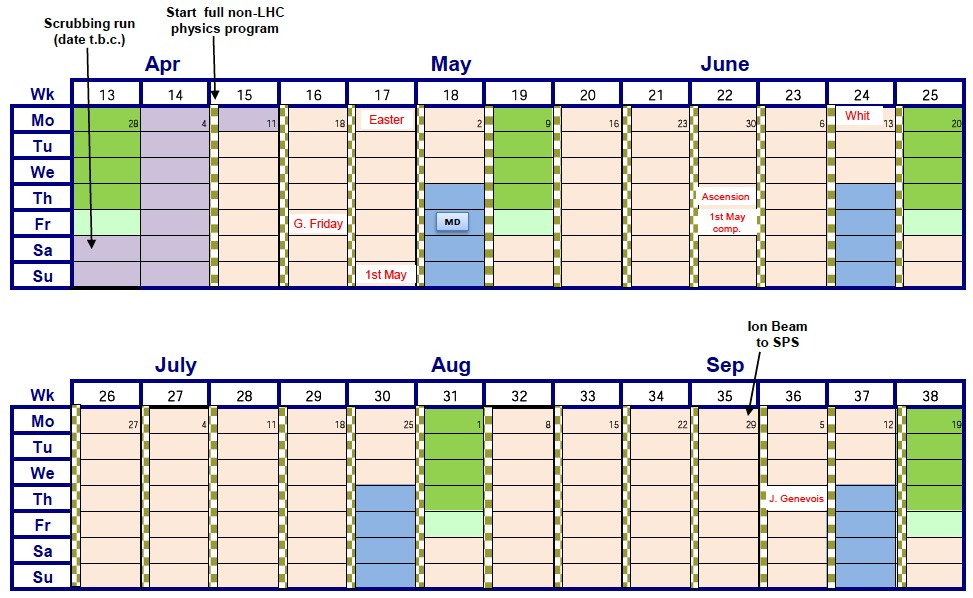 Scrubbing run
(date t.b.c.)
Start full non-LHC
physics program
Apr May June
Wk 13 14 15 16 17 18 19 20 21 22 23 24 25
Mo 28 4 11 18 Easter 2 9 16 23 30 6 Whit 13 20
Tu
We
Th Ascension
Fr G. Friday MD 1st May
comp.
Sa
Su 1st May
Ion Beam
to SPS
July Aug Sep
Wk 26 27 28 29 30 31 32 33 34 35 36 37 38
Mo 27 4 11 18 25 1 8 15 22 29 5 12 19
Tu
We
Th J. Genevois
Fr
Sa
Su